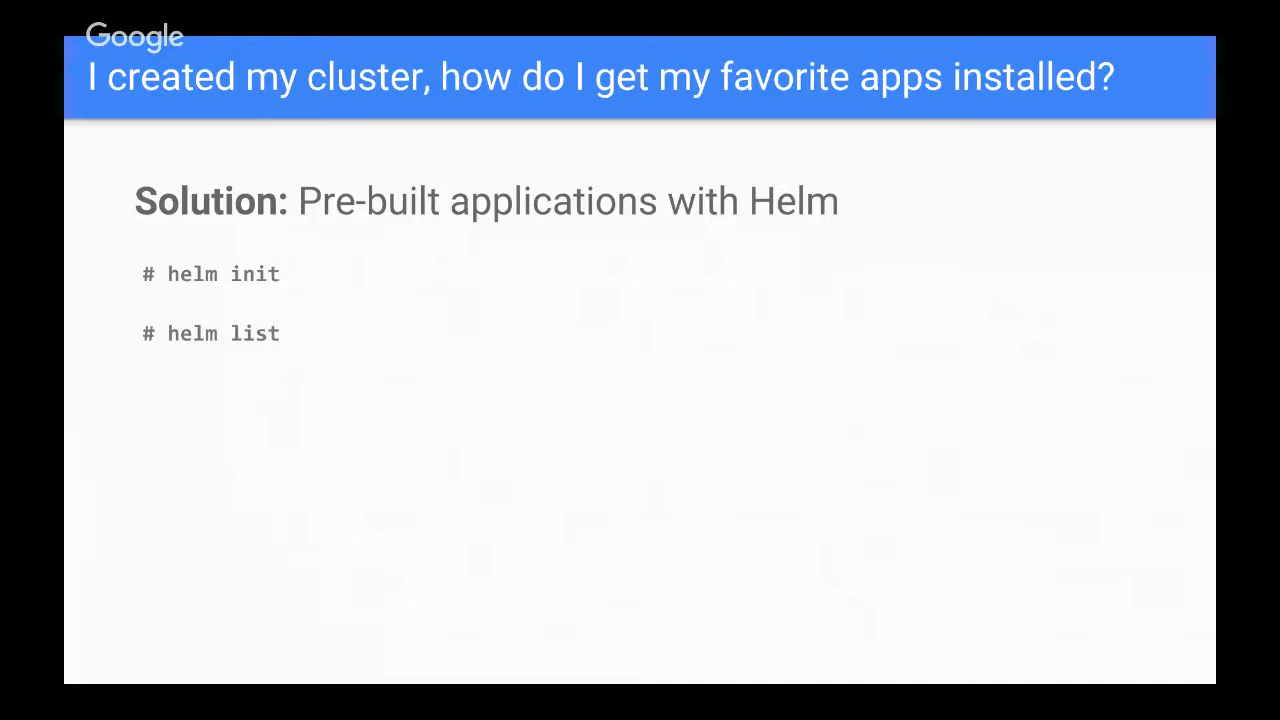 Google
I created my cluster, how do I get my favorite apps installed?
Solution: Pre-built applications with Helm
# helm init
# helm list